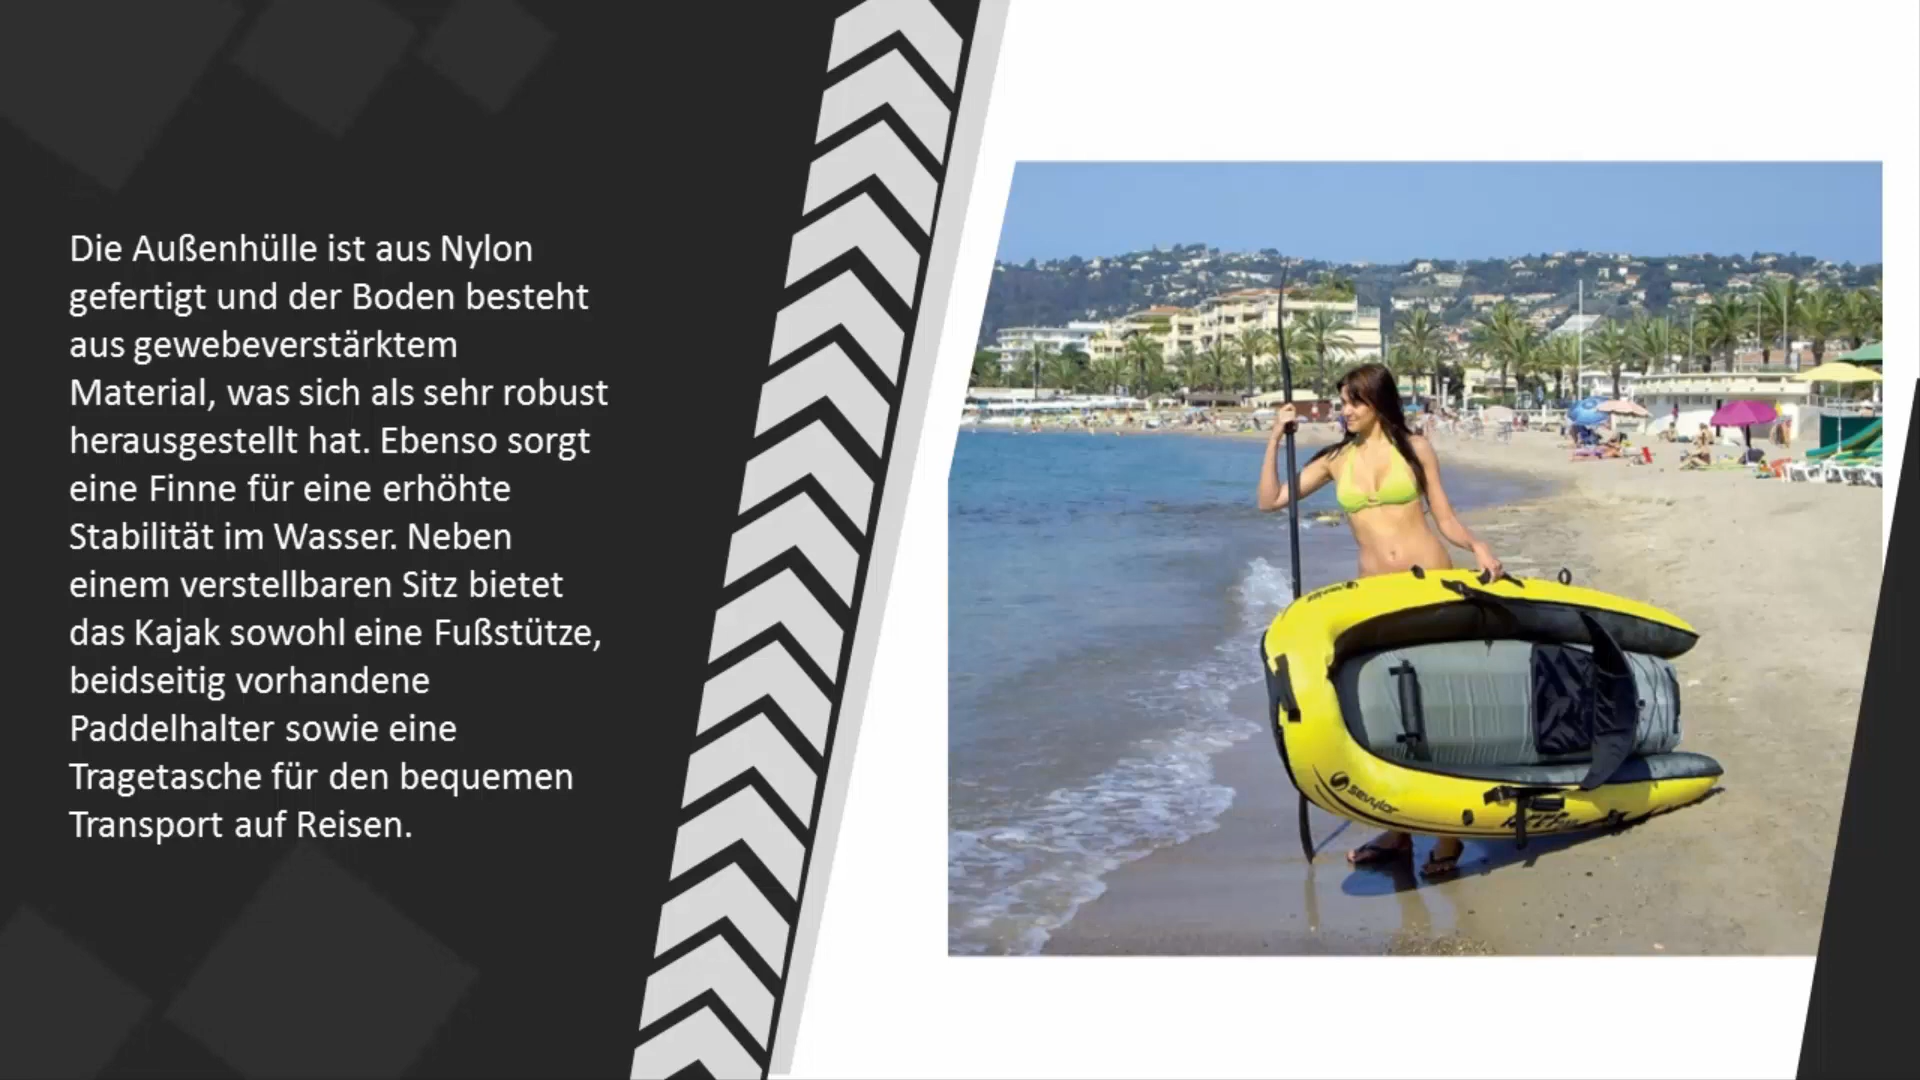 Die Außenhülle ist aus Nylon
gefertigt und der Boden besteht
aus gewebeverstärktem
Material, was sich als sehr robust
herausgestellt hat. Ebenso sorgt
eine Finne für eine erhöhte
Stabilität im Wasser. Neben
einem verstellbaren Sitz bietet
das Kajak sowohl eine Fußstütze,
beidseitig vorhandene
Paddelhalter sowie eine
Tragetasche für den bequemen
Transport auf Reisen.
sevylor